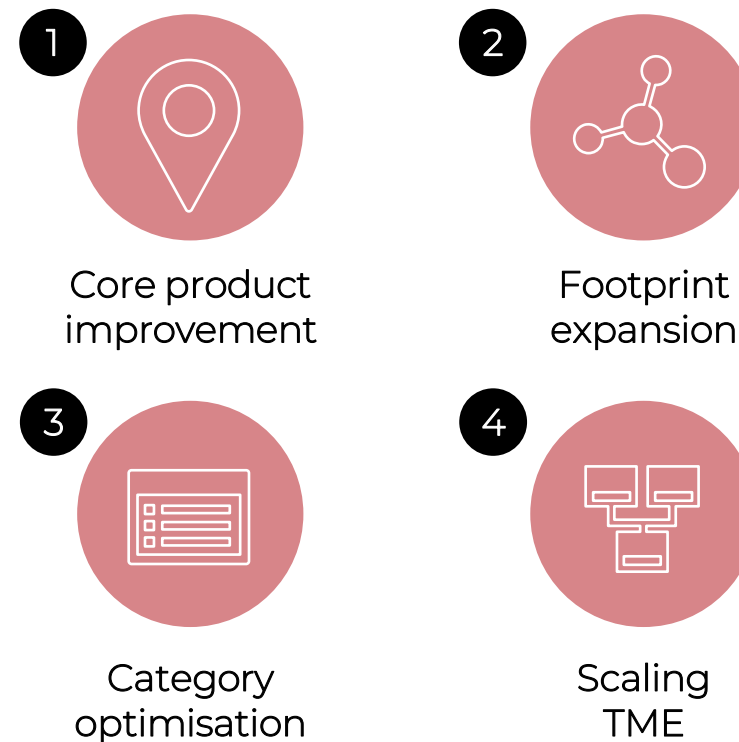 1
Core product
improvement
2
Footprint
expansion
3
Category
optimisation
4
Scaling
TME